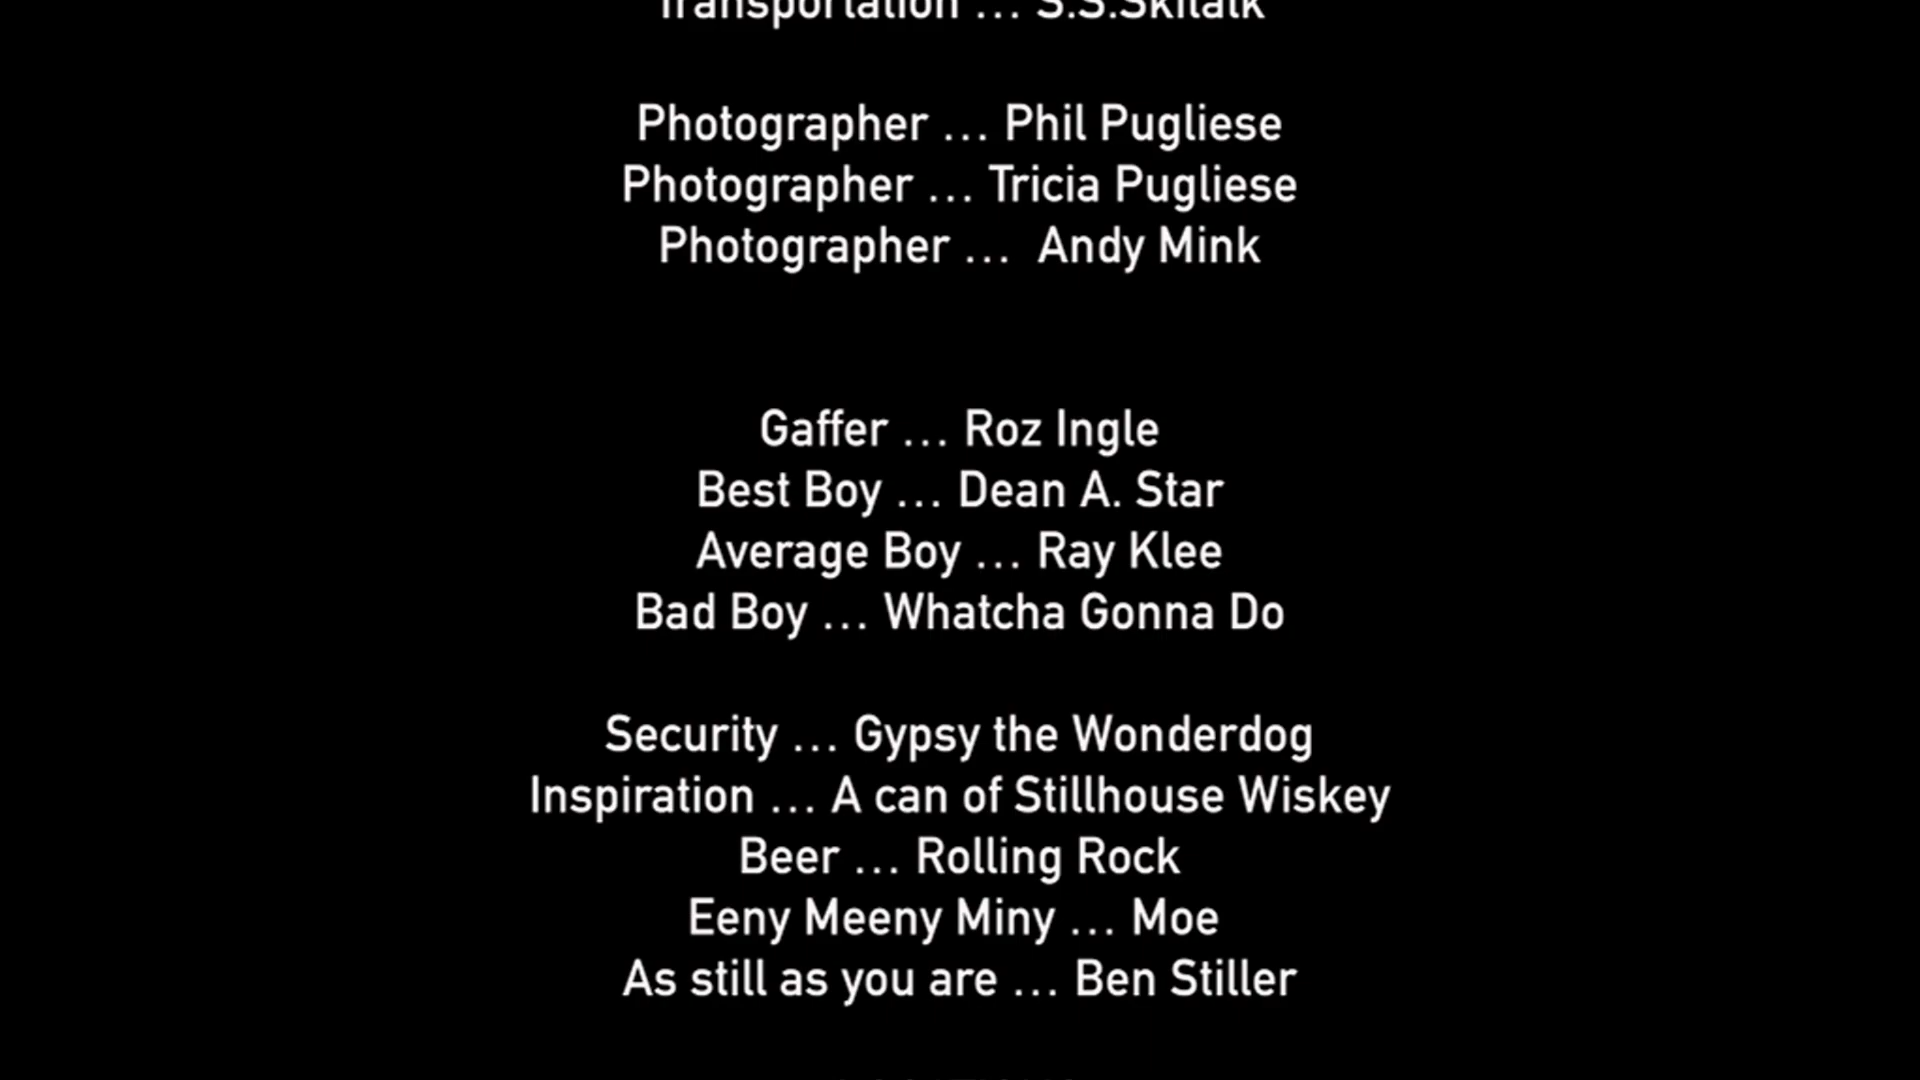 Transportation ... S.S.Skitalk
Photographer ... Phil Pugliese
Photographer ... Tricia Pugliese
Photographer ...  Andy Mink
Gaffer ... Roz Ingle
Best Boy ... Dean A. Star
Average Boy ... Ray Klee
Bad Boy ... Whatcha Gonna Do
Security ... Gypsy the Wonderdog
Inspiration ... A can of Stillhouse Wiskey
Beer ... Rolling Rock
Eeny Meeny Miny ... Moe
As still as you are ... Ben Stiller